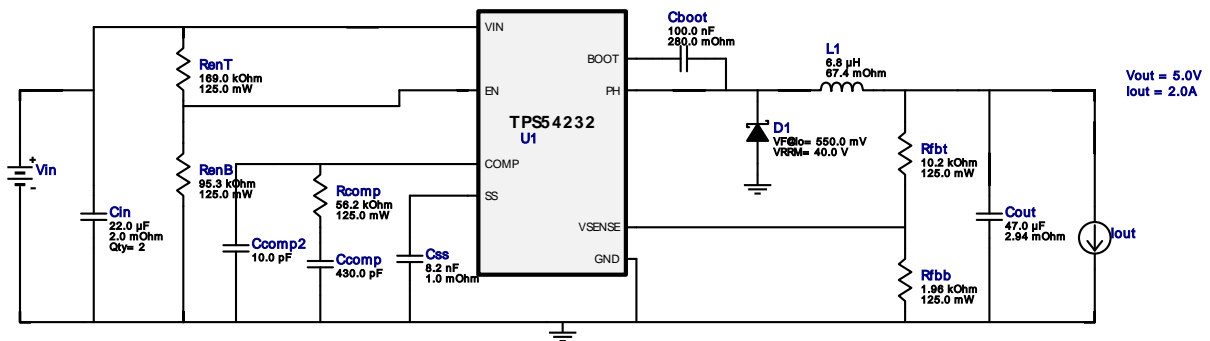 VIN
RenT
169.0 kOhm
125.0 mW
EN
BOOT
PH
TPS54232
U1
Cboot
100.0 nF
280.0 mOhm
L1
6.8 µH
67.4 mOhm
Vout = 5.0V
Iout = 2.0A
D1
VF@Io= 550.0 mV
VRRM= 40.0 V
Rfbt
10.2 kOhm
125.0 mW
Vin
RenB
95.3 kOhm
125.0 mW
COMP
SS
Rcomp
56.2 kOhm
125.0 mW
Cin
22.0 µF
2.0 mOhm
Qty= 2
Ccomp2
10.0 pF
Ccomp
430.0 pF
Css
8.2 nF
1.0 mOhm
VSENSE
GND
Cout
47.0 µF
2.94 mOhm
Iout
Rfbb
1.96 kOhm
125.0 mW